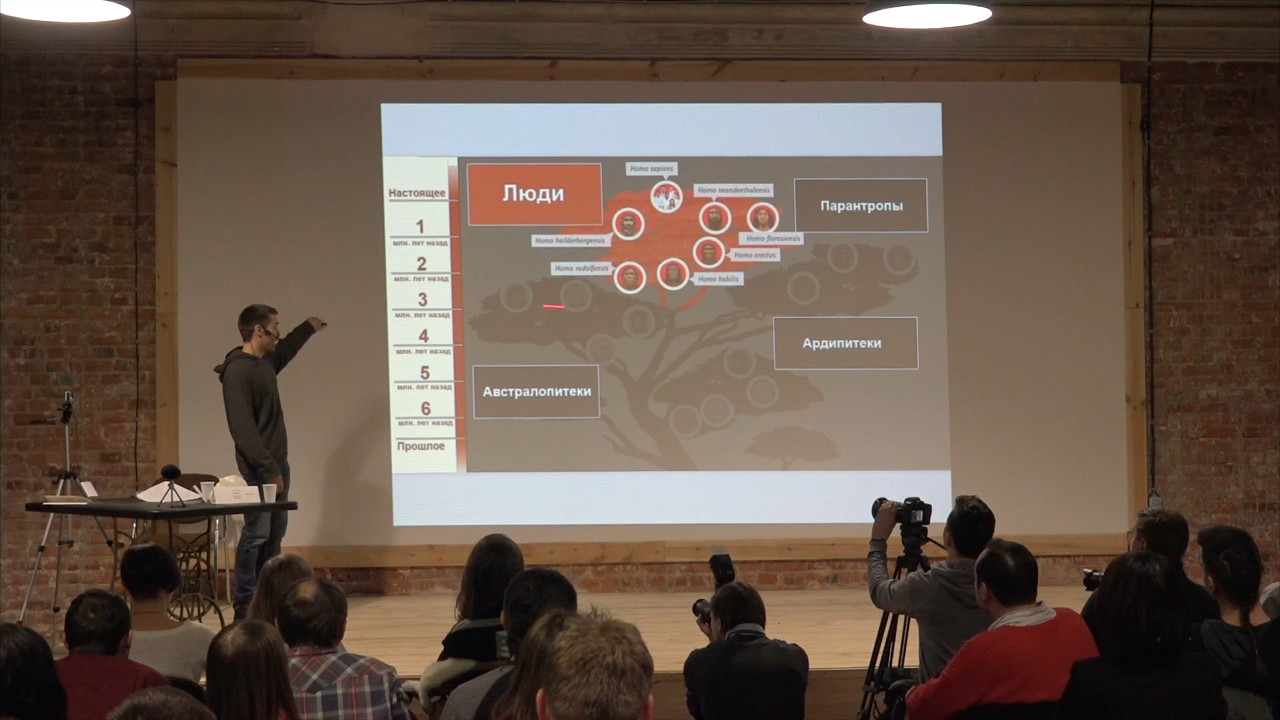 Настоящее
1
млн. лет назад
2
млн. лет назад
3
млн. лет назад
4
млн. лет назад
5
млн. лет назад
6
млн. лет назад
Прошлое
Люди
Homo sapiens
Homo neanderthalensis
Парантропы
Homo heilderbergensis
Homo floresiensis
Homo erectus
Homo rudolfensis
Homo habilis
Ардипитеки
Австралопитеки